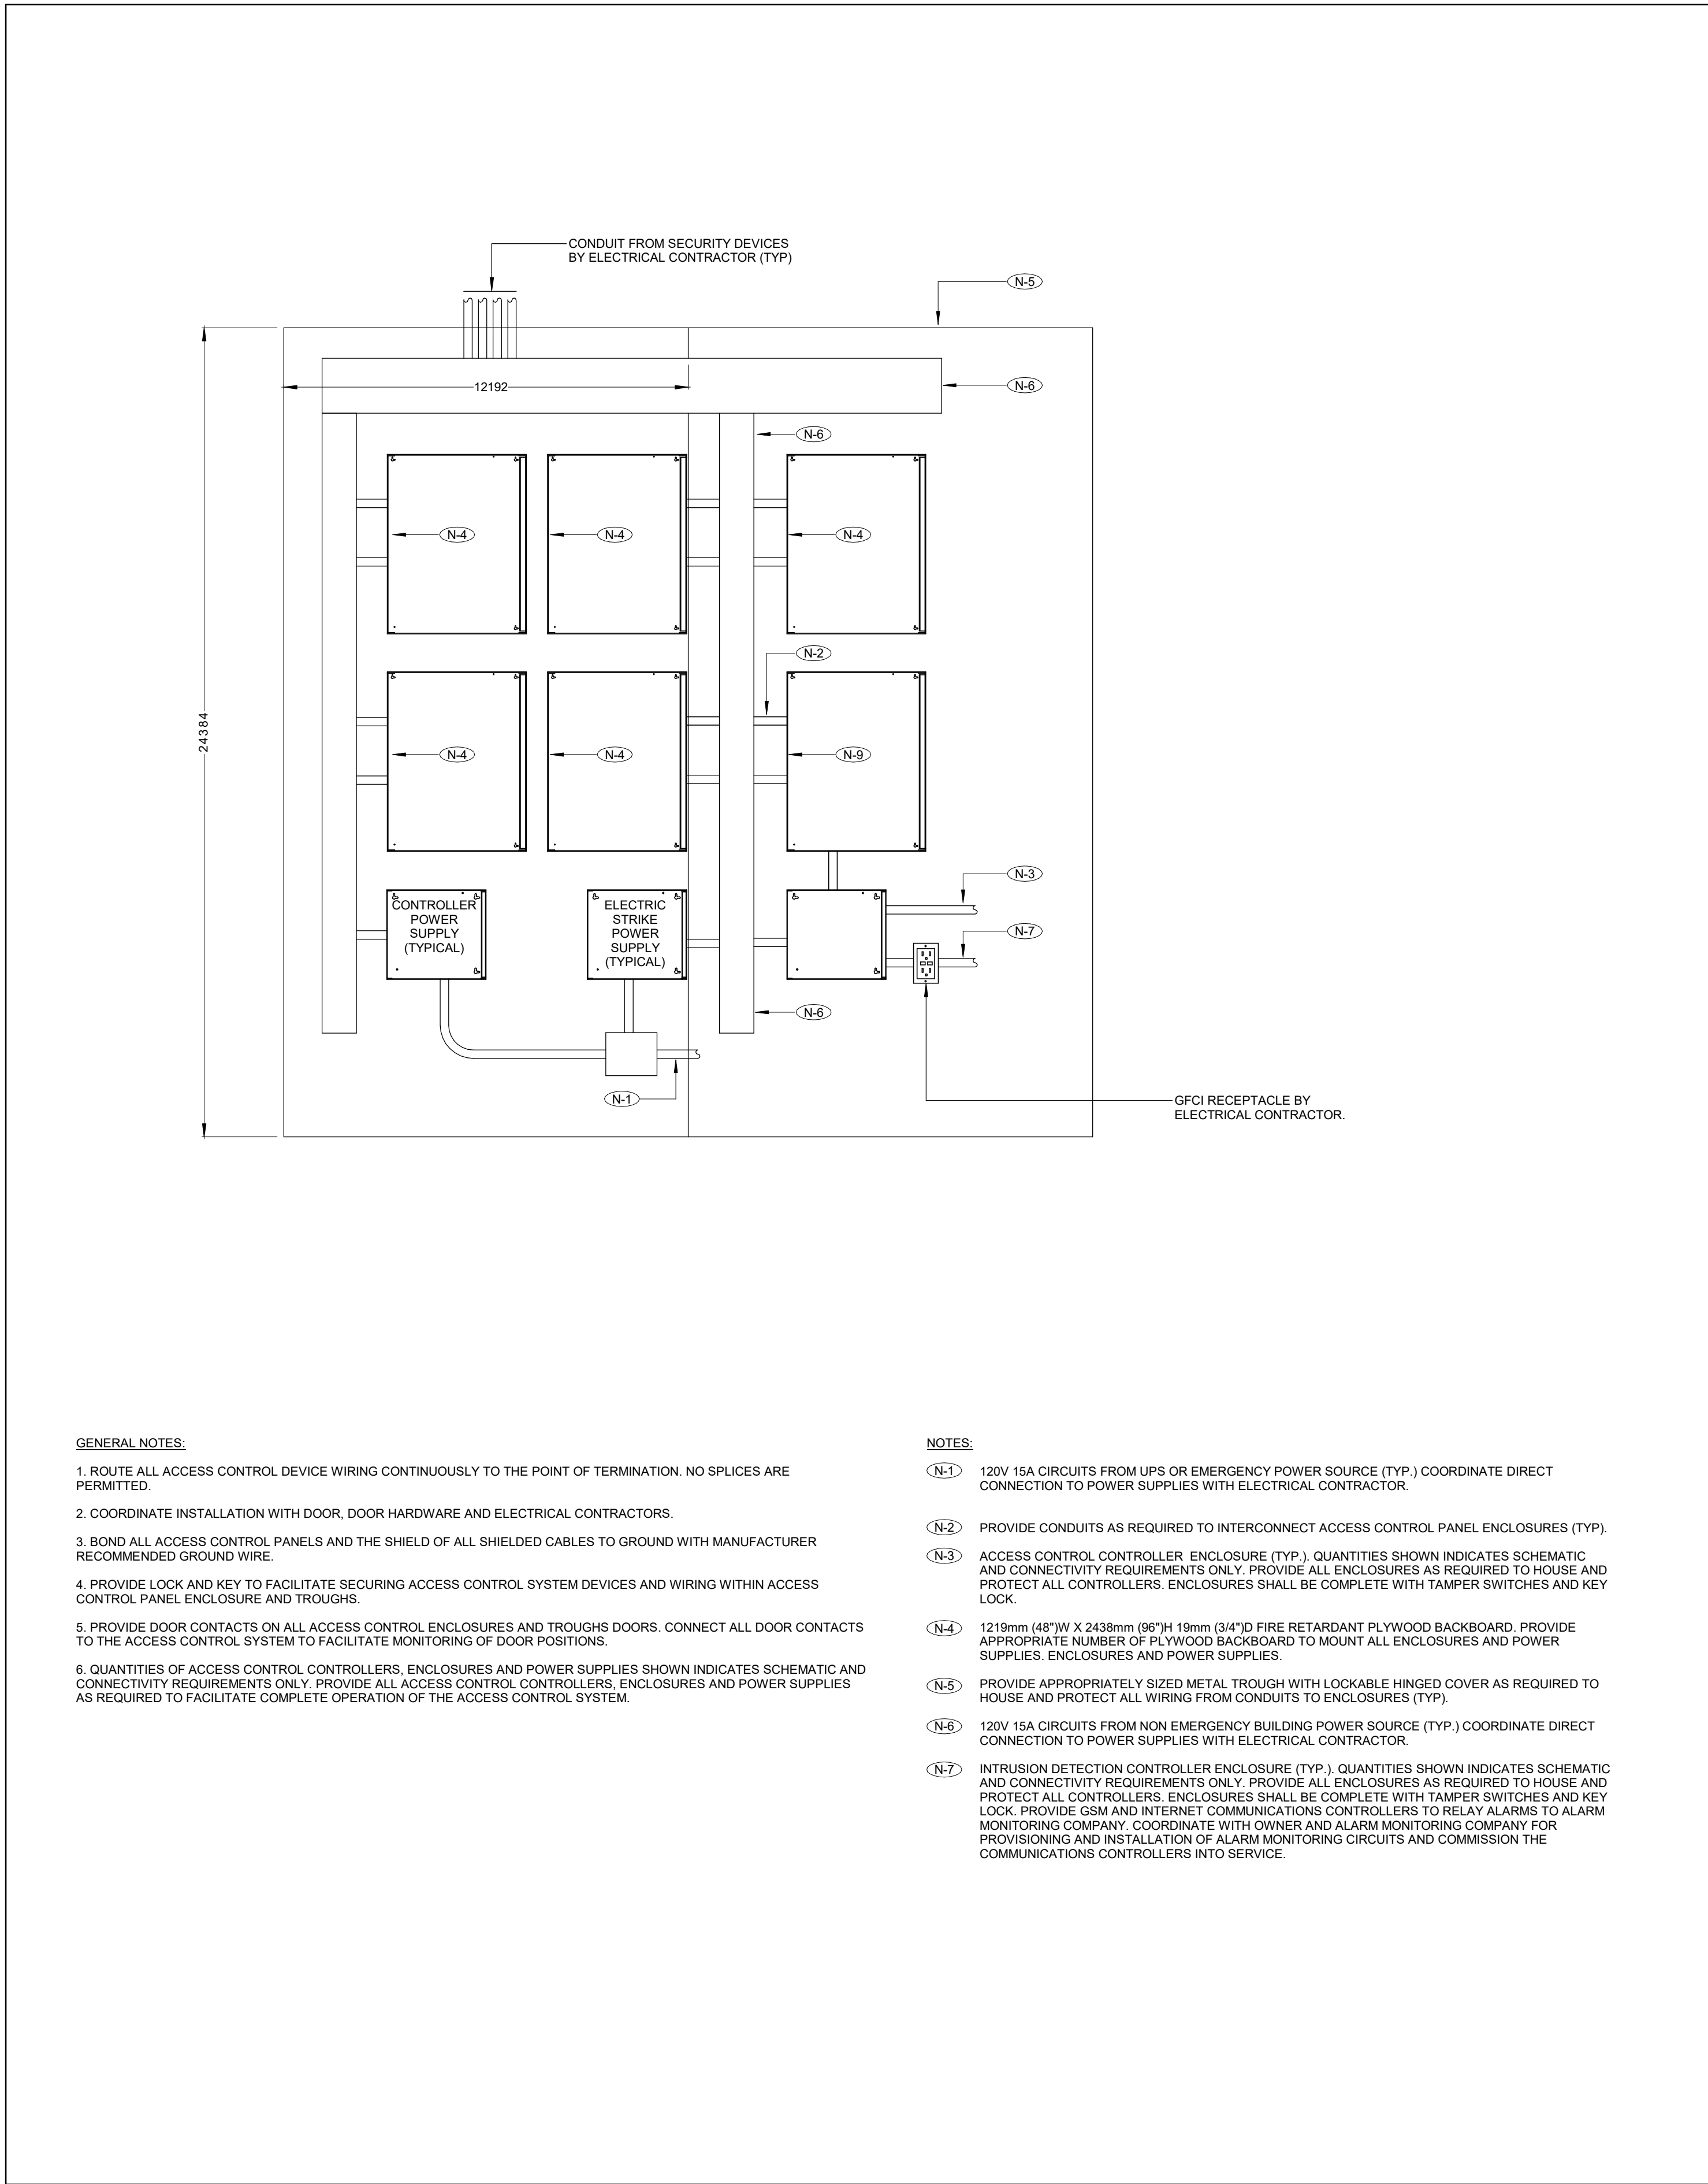 CONDUIT FROM SECURITY DEVICES
BY ELECTRICAL CONTRACTOR (TYP)
N-5
12192
N-6
N-6
N-4
N-4
N-4
N-2
24384
N-4
N-4
N-9
N-3
CONTROLLER
POWER
SUPPLY
(TYPICAL)
ELECTRIC
STRIKE
POWER
SUPPLY
(TYPICAL)
N-7
N-6
N-1
GFCI RECEPTACLE BY
ELECTRICAL CONTRACTOR.
GENERAL NOTES:
1. ROUTE ALL ACCESS CONTROL DEVICE WIRING CONTINUOUSLY TO THE POINT OF TERMINATION. NO SPLICES ARE
PERMITTED.
2. COORDINATE INSTALLATION WITH DOOR, DOOR HARDWARE AND ELECTRICAL CONTRACTORS.
3. BOND ALL ACCESS CONTROL PANELS AND THE SHIELD OF ALL SHIELDED CABLES TO GROUND WITH MANUFACTURER
RECOMMENDED GROUND WIRE.
4. PROVIDE LOCK AND KEY TO FACILITATE SECURING ACCESS CONTROL SYSTEM DEVICES AND WIRING WITHIN ACCESS
CONTROL PANEL ENCLOSURE AND TROUGHS.
5. PROVIDE DOOR CONTACTS ON ALL ACCESS CONTROL ENCLOSURES AND TROUGHS DOORS. CONNECT ALL DOOR CONTACTS
TO THE ACCESS CONTROL SYSTEM TO FACILITATE MONITORING OF DOOR POSITIONS.
6. QUANTITIES OF ACCESS CONTROL CONTROLLERS, ENCLOSURES AND POWER SUPPLIES SHOWN INDICATES SCHEMATIC AND
CONNECTIVITY REQUIREMENTS ONLY. PROVIDE ALL ACCESS CONTROL CONTROLLERS, ENCLOSURES AND POWER SUPPLIES
AS REQUIRED TO FACILITATE COMPLETE OPERATION OF THE ACCESS CONTROL SYSTEM.
NOTES:
N-1 120V 15A CIRCUITS FROM UPS OR EMERGENCY POWER SOURCE (TYP.) COORDINATE DIRECT
CONNECTION TO POWER SUPPLIES WITH ELECTRICAL CONTRACTOR.
N-2 PROVIDE CONDUITS AS REQUIRED TO INTERCONNECT ACCESS CONTROL PANEL ENCLOSURES (TYP).
N-3 ACCESS CONTROL CONTROLLER ENCLOSURE (TYP.). QUANTITIES SHOWN INDICATES SCHEMATIC
AND CONNECTIVITY REQUIREMENTS ONLY. PROVIDE ALL ENCLOSURES AS REQUIRED TO HOUSE AND
PROTECT ALL CONTROLLERS. ENCLOSURES SHALL BE COMPLETE WITH TAMPER SWITCHES AND KEY
LOCK.
N-4 1219mm (48")W X 2438mm (96")H 19mm (3/4")D FIRE RETARDANT PLYWOOD BACKBOARD. PROVIDE
APPROPRIATE NUMBER OF PLYWOOD BACKBOARD TO MOUNT ALL ENCLOSURES AND POWER
SUPPLIES. ENCLOSURES AND POWER SUPPLIES.
N-5 PROVIDE APPROPRIATELY SIZED METAL TROUGH WITH LOCKABLE HINGED COVER AS REQUIRED TO
HOUSE AND PROTECT ALL WIRING FROM CONDUITS TO ENCLOSURES (TYP).
N-6 120V 15A CIRCUITS FROM NON EMERGENCY BUILDING POWER SOURCE (TYP.) COORDINATE DIRECT
CONNECTION TO POWER SUPPLIES WITH ELECTRICAL CONTRACTOR.
N-7 INTRUSION DETECTION CONTROLLER ENCLOSURE (TYP.). QUANTITIES SHOWN INDICATES SCHEMATIC
AND CONNECTIVITY REQUIREMENTS ONLY. PROVIDE ALL ENCLOSURES AS REQUIRED TO HOUSE AND
PROTECT ALL CONTROLLERS. ENCLOSURES SHALL BE COMPLETE WITH TAMPER SWITCHES AND KEY
LOCK. PROVIDE GSM AND INTERNET COMMUNICATIONS CONTROLLERS TO RELAY ALARMS TO ALARM
MONITORING COMPANY. COORDINATE WITH OWNER AND ALARM MONITORING COMPANY FOR
PROVISIONING AND INSTALLATION OF ALARM MONITORING CIRCUITS AND COMMISSION THE
COMMUNICATIONS CONTROLLERS INTO SERVICE.